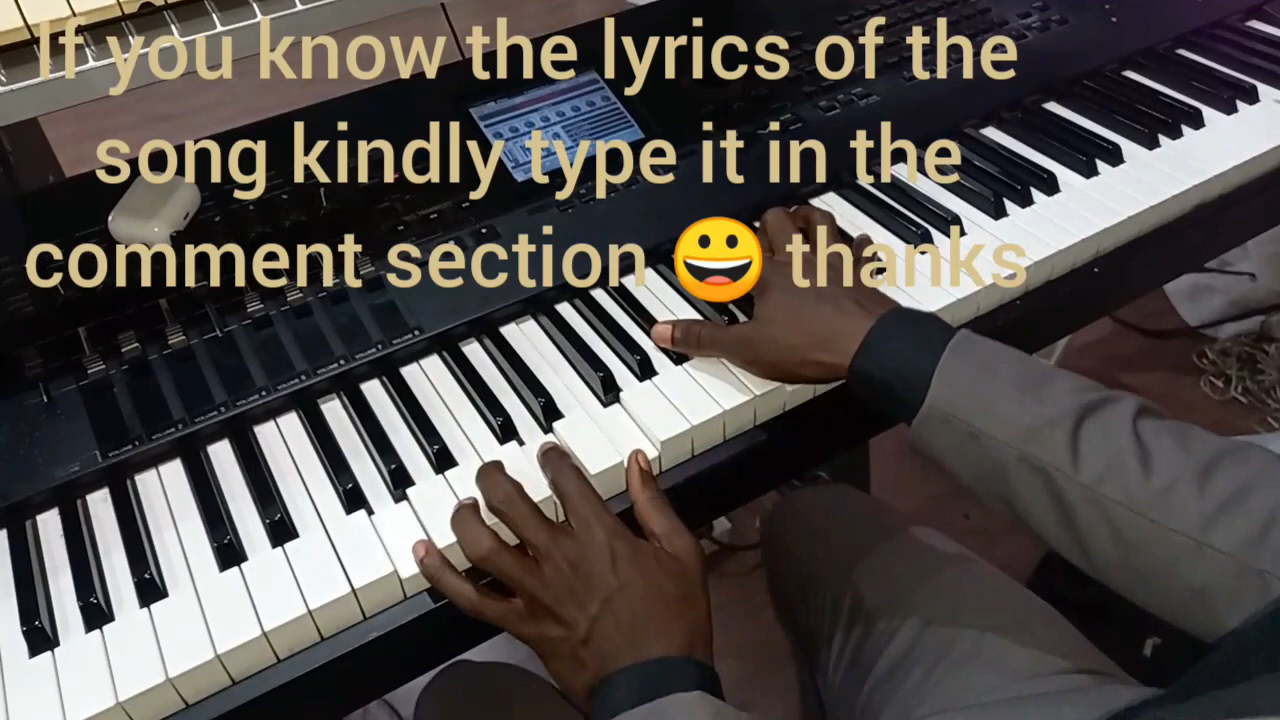 If you know the lyrics of the
song kindly type it in the
comment section 😀 thanks